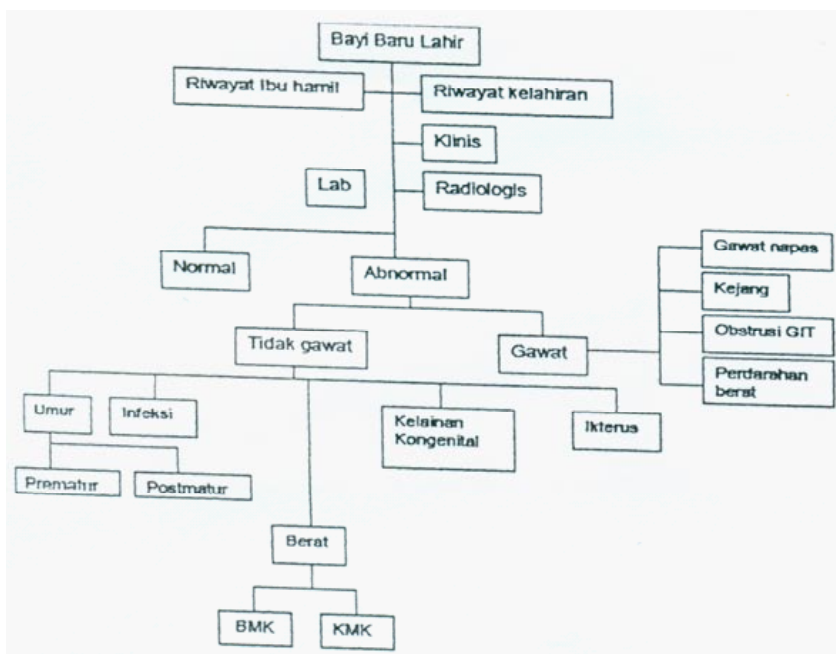 Bayi Baru Lahir
Riwayat Ibu hamil
Riwayat kelahiran
Klinis
Lab
Radiologis
Normal
Abnormal
Gawat napas
Kejang
Obstrusi GIT
Perdarahan
berat
Tidak gawat
Gawat
Umur
Infeksi
Kelainan
Kongenital
Ikterus
Prematur
Postmatur
Berat
BMK
KMK